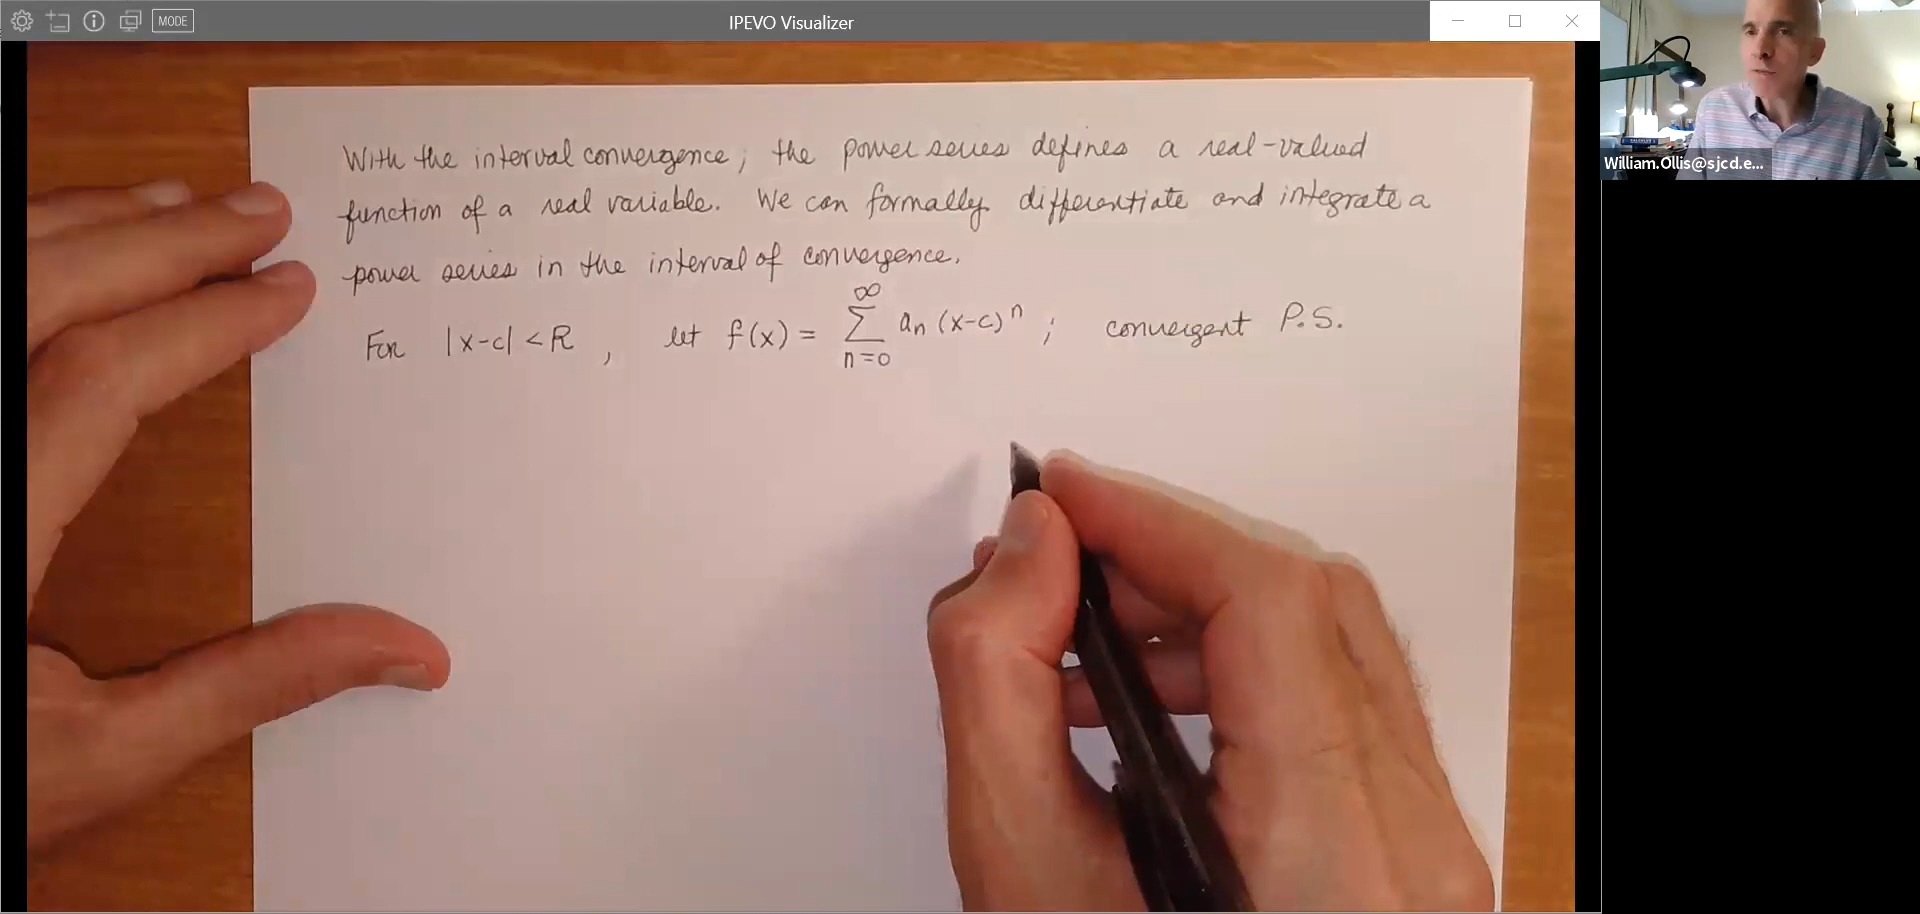 MODE
IPEVO Visualizer
William.Ollis@sjcd.e...
With the interval convergence, the power series defines a real-valued
function of a real variable. We can formally differentiate and integrate a
power series in the interval of convergence.
For |x-c| < R , let f(x) = ∑_{n=0}^{∞} a_n (x-c)^n ; convergent P.S.